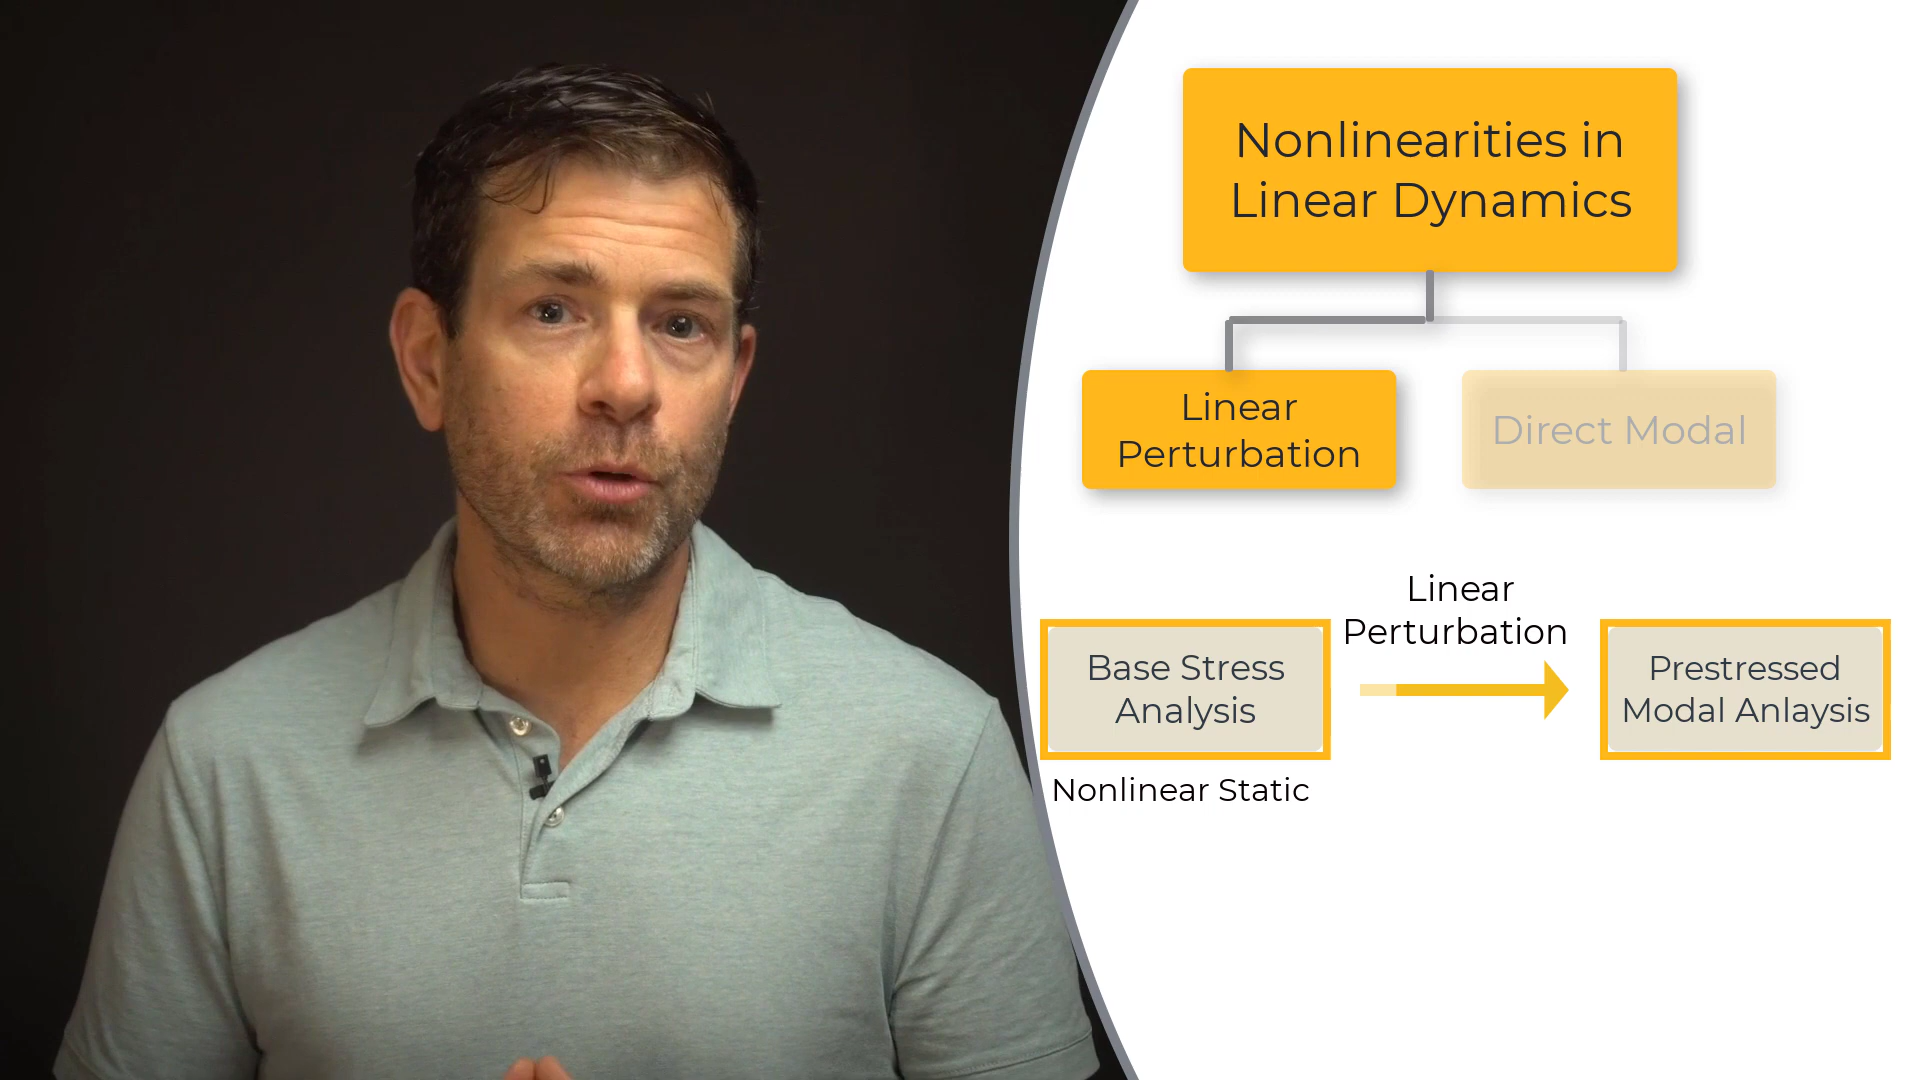 Nonlinearities in
Linear Dynamics
Linear
Perturbation
Direct Modal
Linear
Perturbation
Base Stress
Analysis
Prestressed
Modal Anlaysis
Nonlinear Static